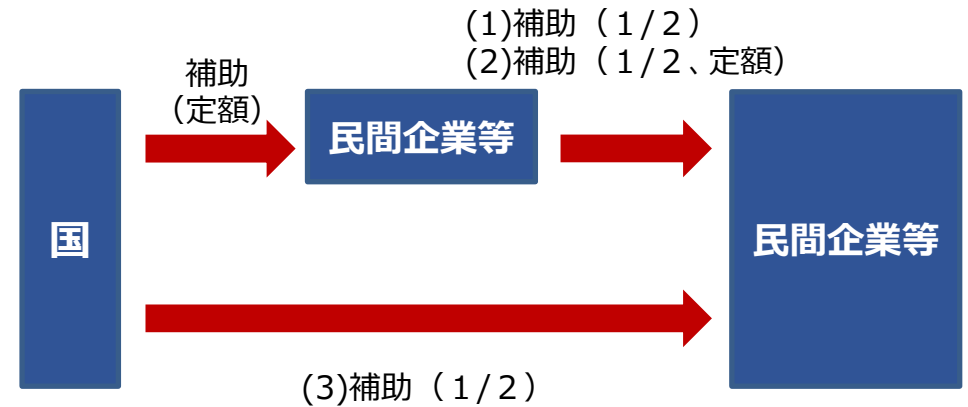 (1)補助（１/２）
(2)補助（１/２、定額）
補助
（定額）
国
民間企業等
民間企業等
(3)補助（１/２）